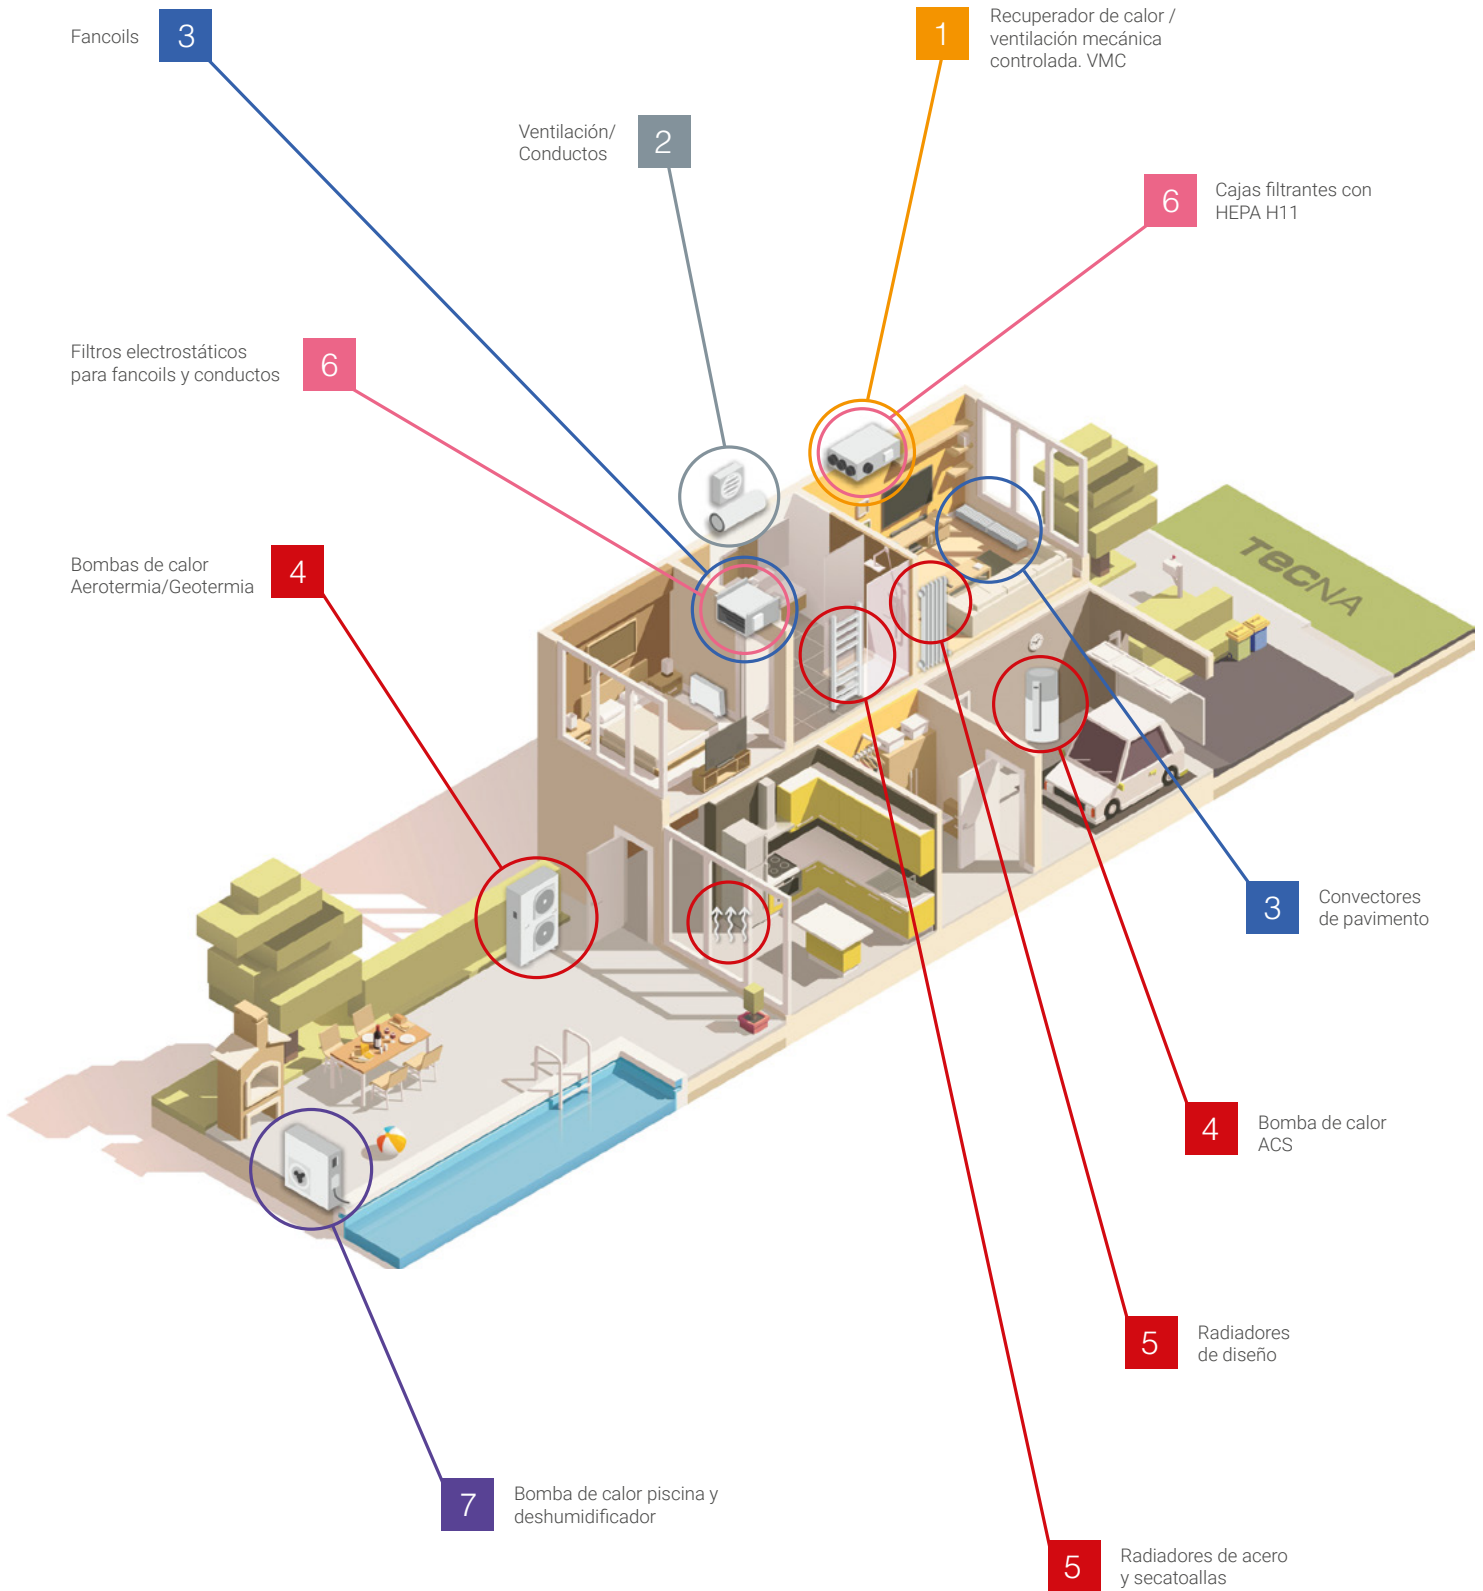 Fancoils
3
1
Recuperador de calor /
ventilación mecánica
controlada. VMC
Ventilación/
Conductos
2
6
Cajas filtrantes con
HEPA H11
Filtros electrostáticos
para fancoils y conductos
6
Bombas de calor
Aerotermia/Geotermia
4
TECNA
3
Convectores
de pavimento
4
Bomba de calor
ACS
5
Radiadores
de diseño
7
Bomba de calor piscina y
deshumidificador
5
Radiadores de acero
y secatoallas